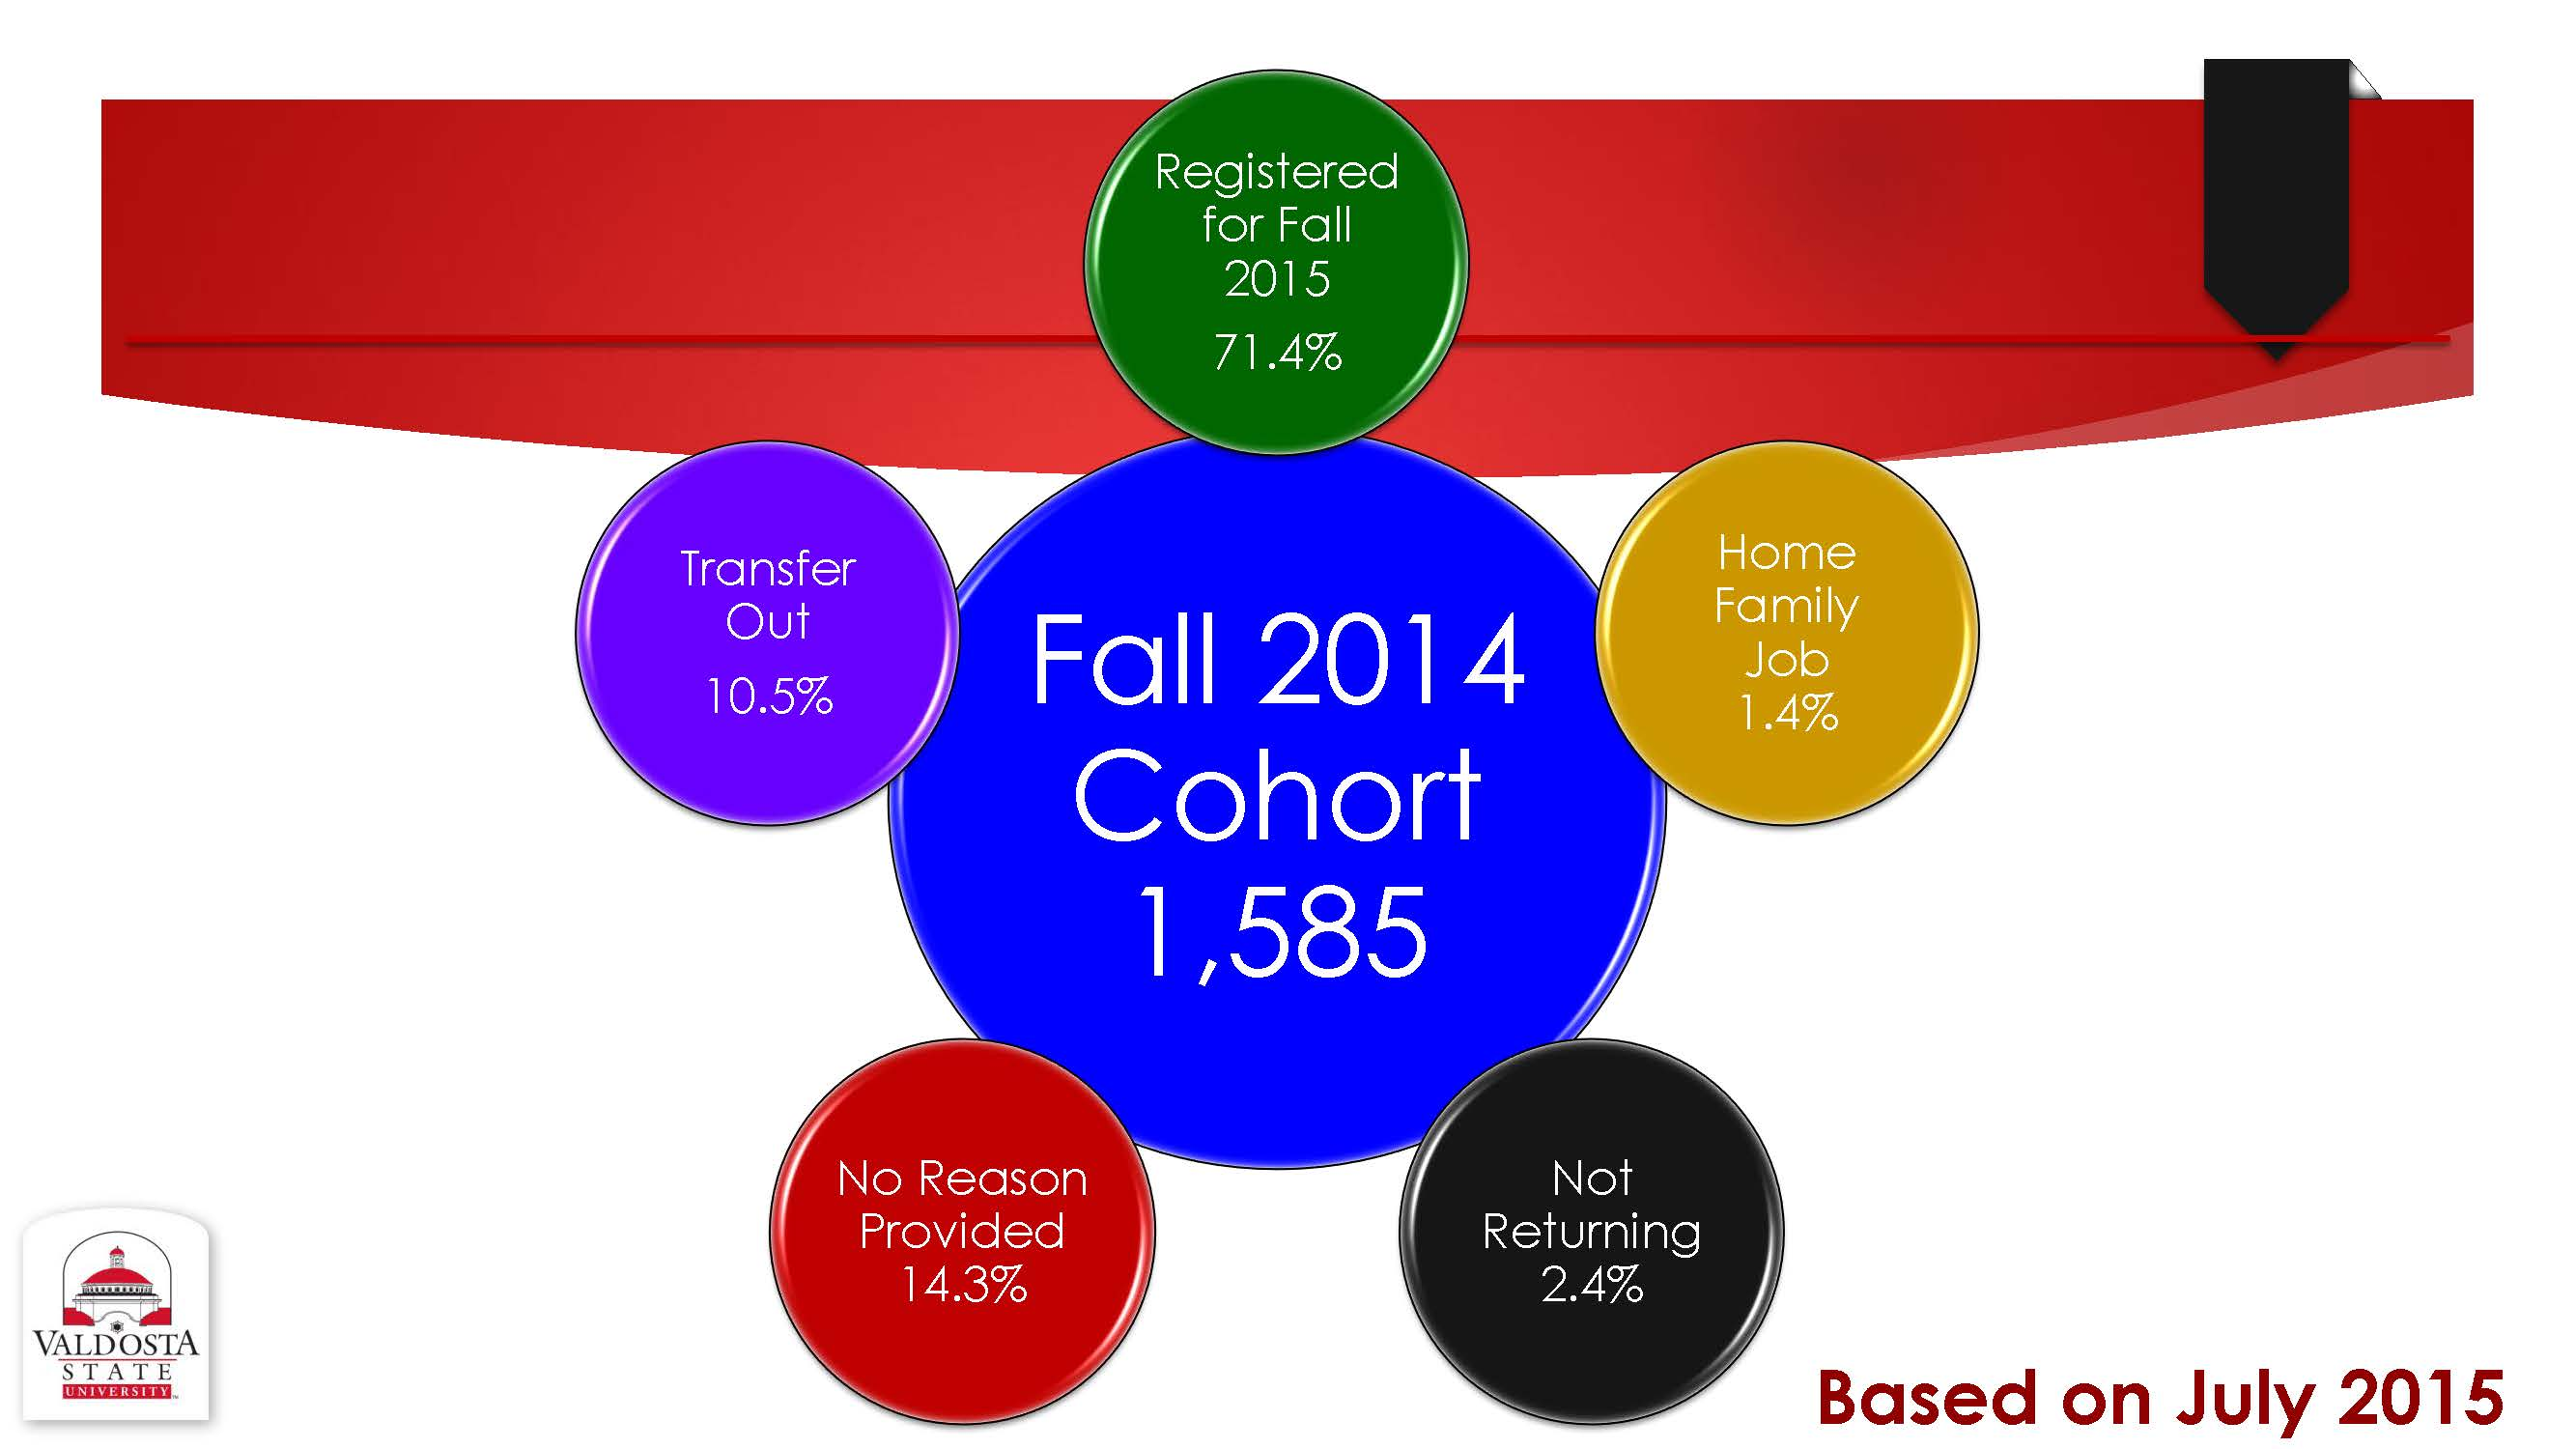 Registered
for Fall
2015
71.4%
Transfer
Out
10.5%
Home
Family
Job
1.4%
Fall 2014
Cohort
1,585
No Reason
Provided
14.3%
Not
Returning
2.4%
VALDOSTA
STATE
UNIVERSITY™
Based on July 2015